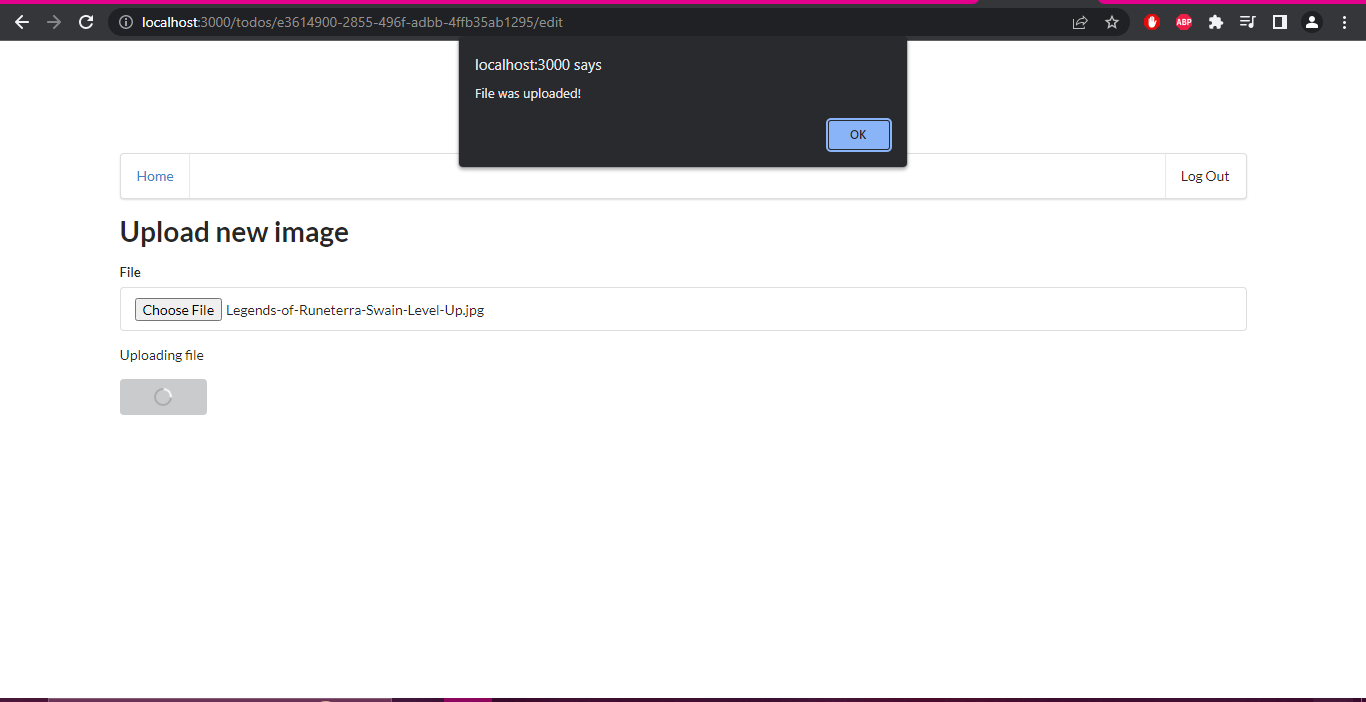 localhost:3000/todos/e3614900-2855-496f-adbb-4ffb35ab1295/edit
ABP
localhost:3000 says
File was uploaded!
OK
Home
Log Out
Upload new image
File
Choose File Legends-of-Runeterra-Swain-Level-Up.jpg
Uploading file